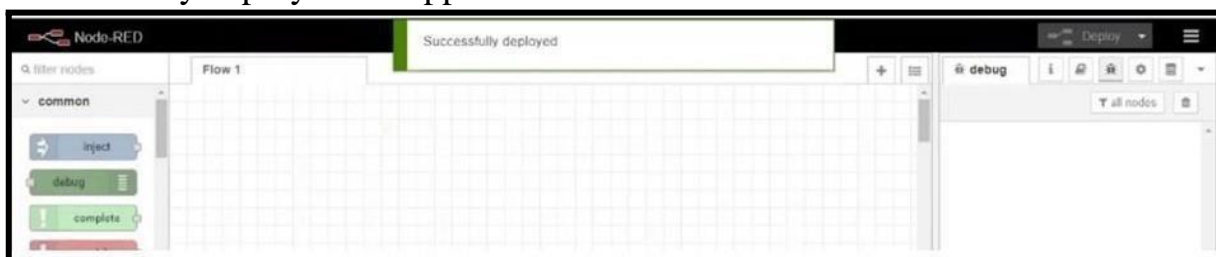 Node-RED
Successfully deployed
Deploy
filter nodes
Flow 1
debug
i
all nodes
common
inject
debug
complete